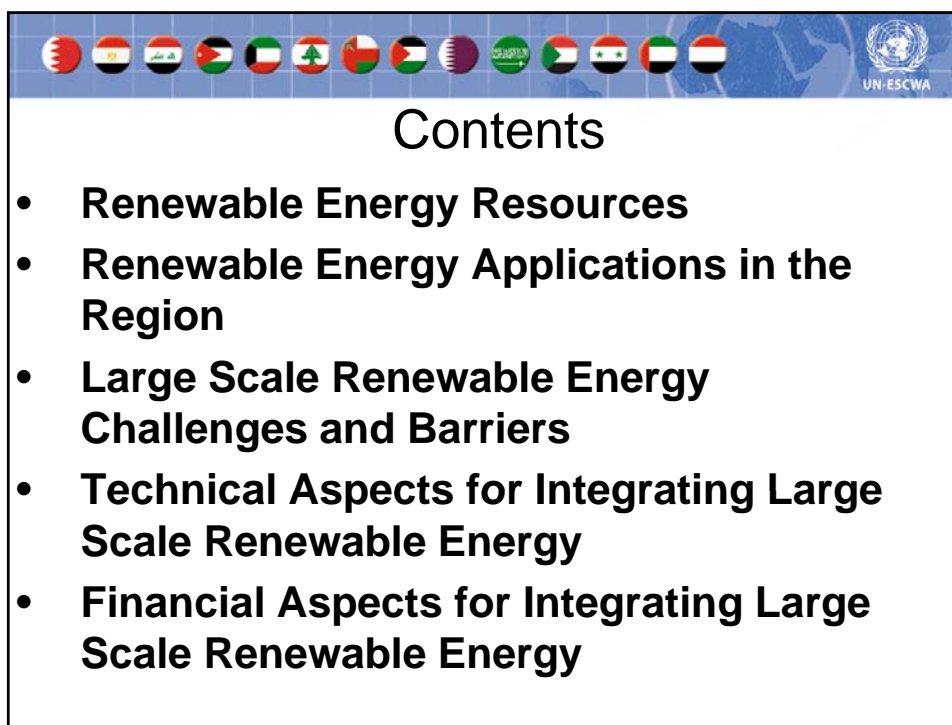 UN-ESCWA
Contents
• Renewable Energy Resources
• Renewable Energy Applications in the
Region
• Large Scale Renewable Energy
Challenges and Barriers
• Technical Aspects for Integrating Large
Scale Renewable Energy
• Financial Aspects for Integrating Large
Scale Renewable Energy